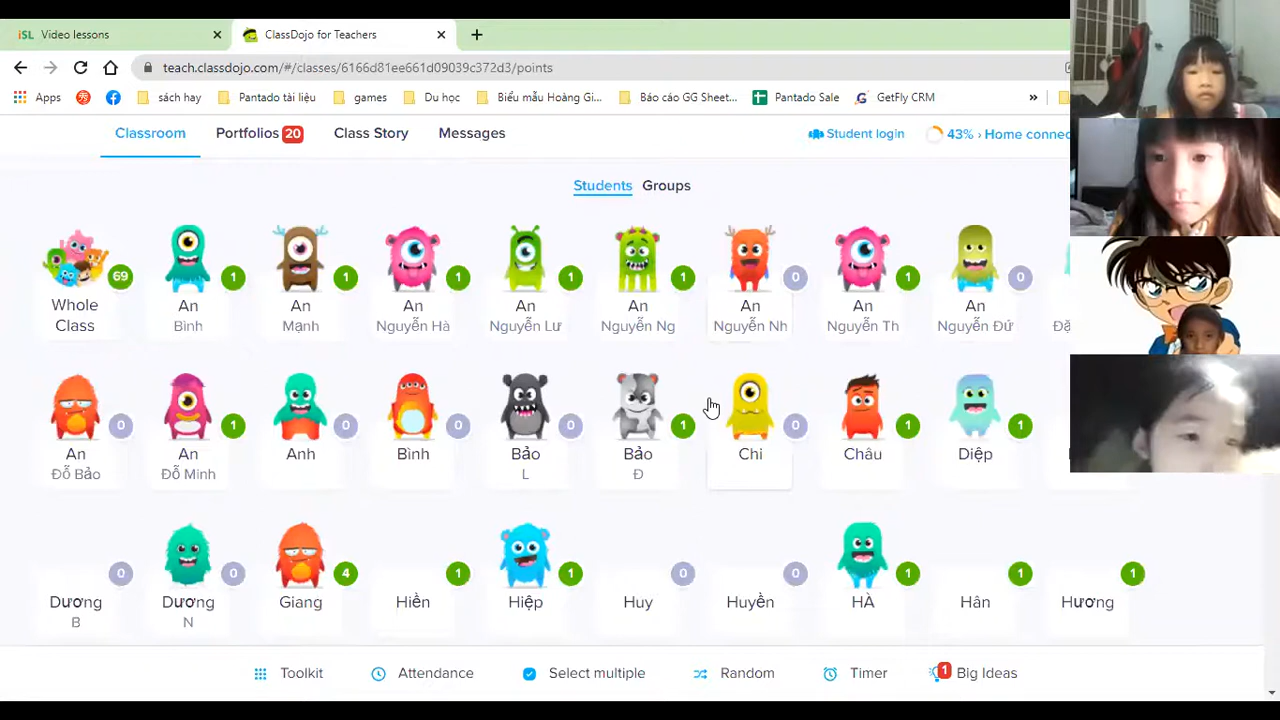 iSL Video lessons ClassDojo for Teachers
teach.classdojo.com/#/classes/6166d81ee661d09039c372d3/points
Apps sách hay Pantado tài liệu games Du học Biểu mẫu Hoàng Gi... Báo cáo GG Sheet... Pantado Sale GetFly CRM »
Classroom Portfolios 20 Class Story Messages Student login 43% › Home connec
Students Groups
69 1 1 1 1 1 0 1 0
Whole Class An An An An An An An An
Bình Mạnh Nguyễn Hà Nguyễn Lư Nguyễn Ng Nguyễn Nh Nguyễn Th Nguyễn Đứ
0 1 0 0 0 1 0 1 1
An An Anh Bình Bảo Bảo Chi Châu Diệp
Đỗ Bảo Đỗ Minh L Đ
0 0 4 1 1 0 0 1 1 1
Dương Dương Giang Hiền Hiệp Huy Huyền HÀ Hân Hương
B N
Toolkit Attendance Select multiple Random Timer 1 Big Ideas